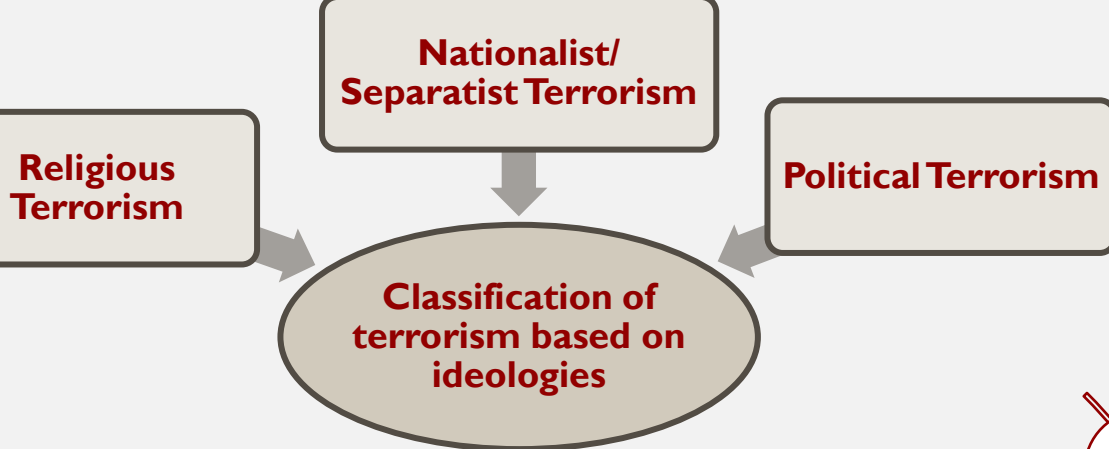 Nationalist/
Separatist Terrorism
Religious
Terrorism
Political Terrorism
Classification of
terrorism based on
ideologies